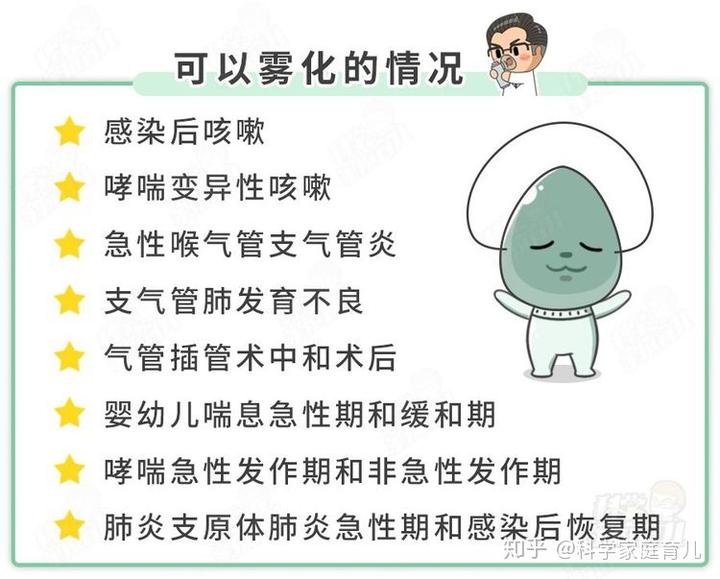 可以雾化的情况
感染后咳嗽
哮喘变异性咳嗽
急性喉气管支气管炎
支气管肺发育不良
气管插管术中和术后
婴幼儿喘息急性期和缓和期
哮喘急性发作期和非急性发作期
肺炎支原体肺炎急性期和感染后恢复期
知乎 @科学家庭育儿